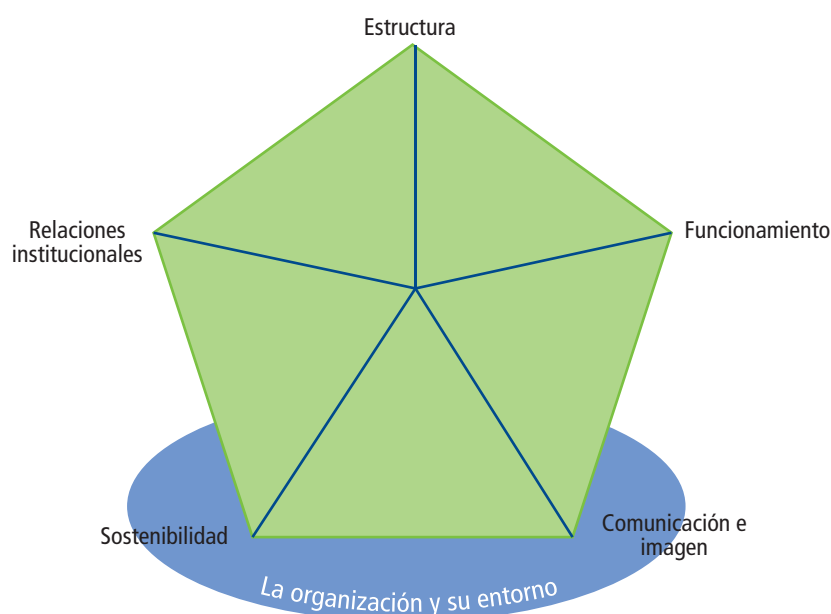 Estructura
Relaciones
institucionales
Funcionamiento
Sostenibilidad
Comunicación e
imagen
La organización y su entorno